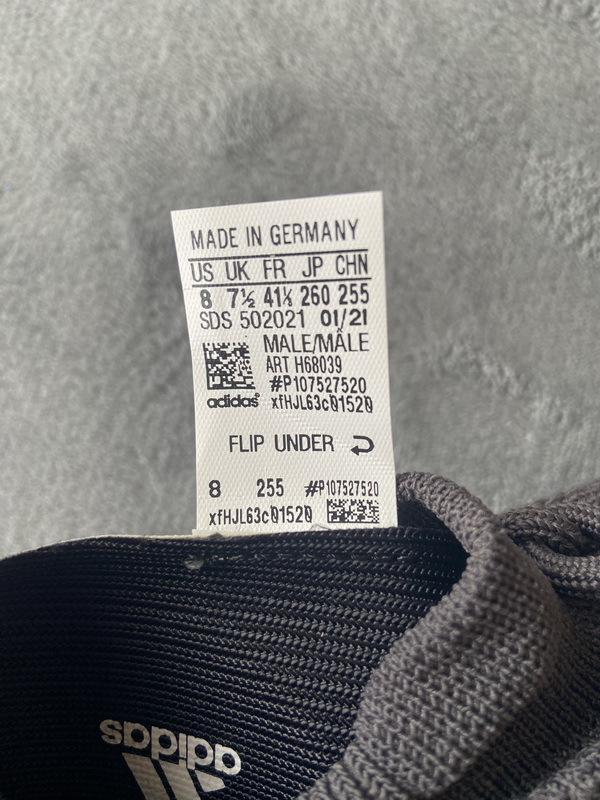 MADE IN GERMANY
US UK FR JP CHN
8 7½ 41⅓ 260 255
SDS 502021 01/21
MALE/MÂLE
ART H68039
#P107527520
adidas® xfHJL63c01520
FLIP UNDER
8 255 #P107527520
xfHJL63c01520
adidas